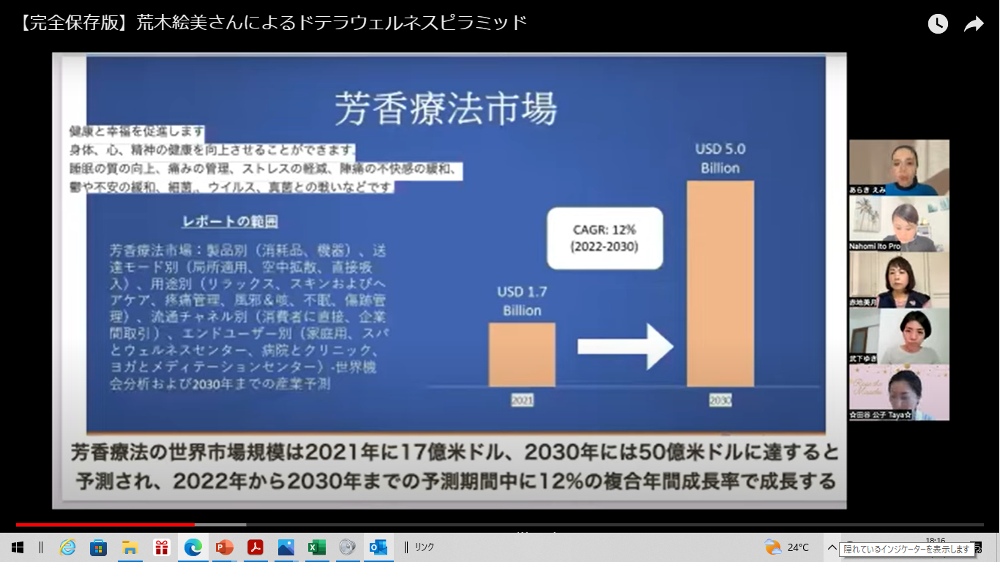 【完全保存版】荒木絵美さんによるドテラウェルネスピラミッド
芳香療法市場
健康と幸福を促進します
身体、心、精神の健康を向上させることができます.
睡眠の質の向上、痛みの管理、ストレスの軽減、陣痛の不快感の緩和、
鬱や不安の緩和、細菌,、ウイルス、真菌との戦いなどです
レポートの範囲
芳香療法市場：製品別（消耗品、機器）、送
達モード別（局所適用、空中拡散、直接吸
入）、用途別（リラックス、スキンおよびヘ
アケア、疼痛管理、風邪＆咳、不眠、傷跡管
理）、流通チャネル別（消費者に直接、企業
間取引）、エンドユーザー別（家庭用、スパ
とウェルネスセンター、病院とクリニック、
ヨガとメディテーションセンター）-世界機
会分析および2030年までの産業予測
USD 1.7
Billion
2021
CAGR: 12%
(2022-2030)
USD 5.0
Billion
2030
芳香療法の世界市場規模は2021年に17億米ドル、2030年には50億米ドルに達すると
予測され、2022年から2030年までの予測期間中に12%の複合年間成長率で成長する
あらき えみ
Nahomi Ito Pro
赤地美月
武下ゆき
☆田谷 公子 Taya☆
リンク
24°C
18:16
隠れているインジケーターを表示します